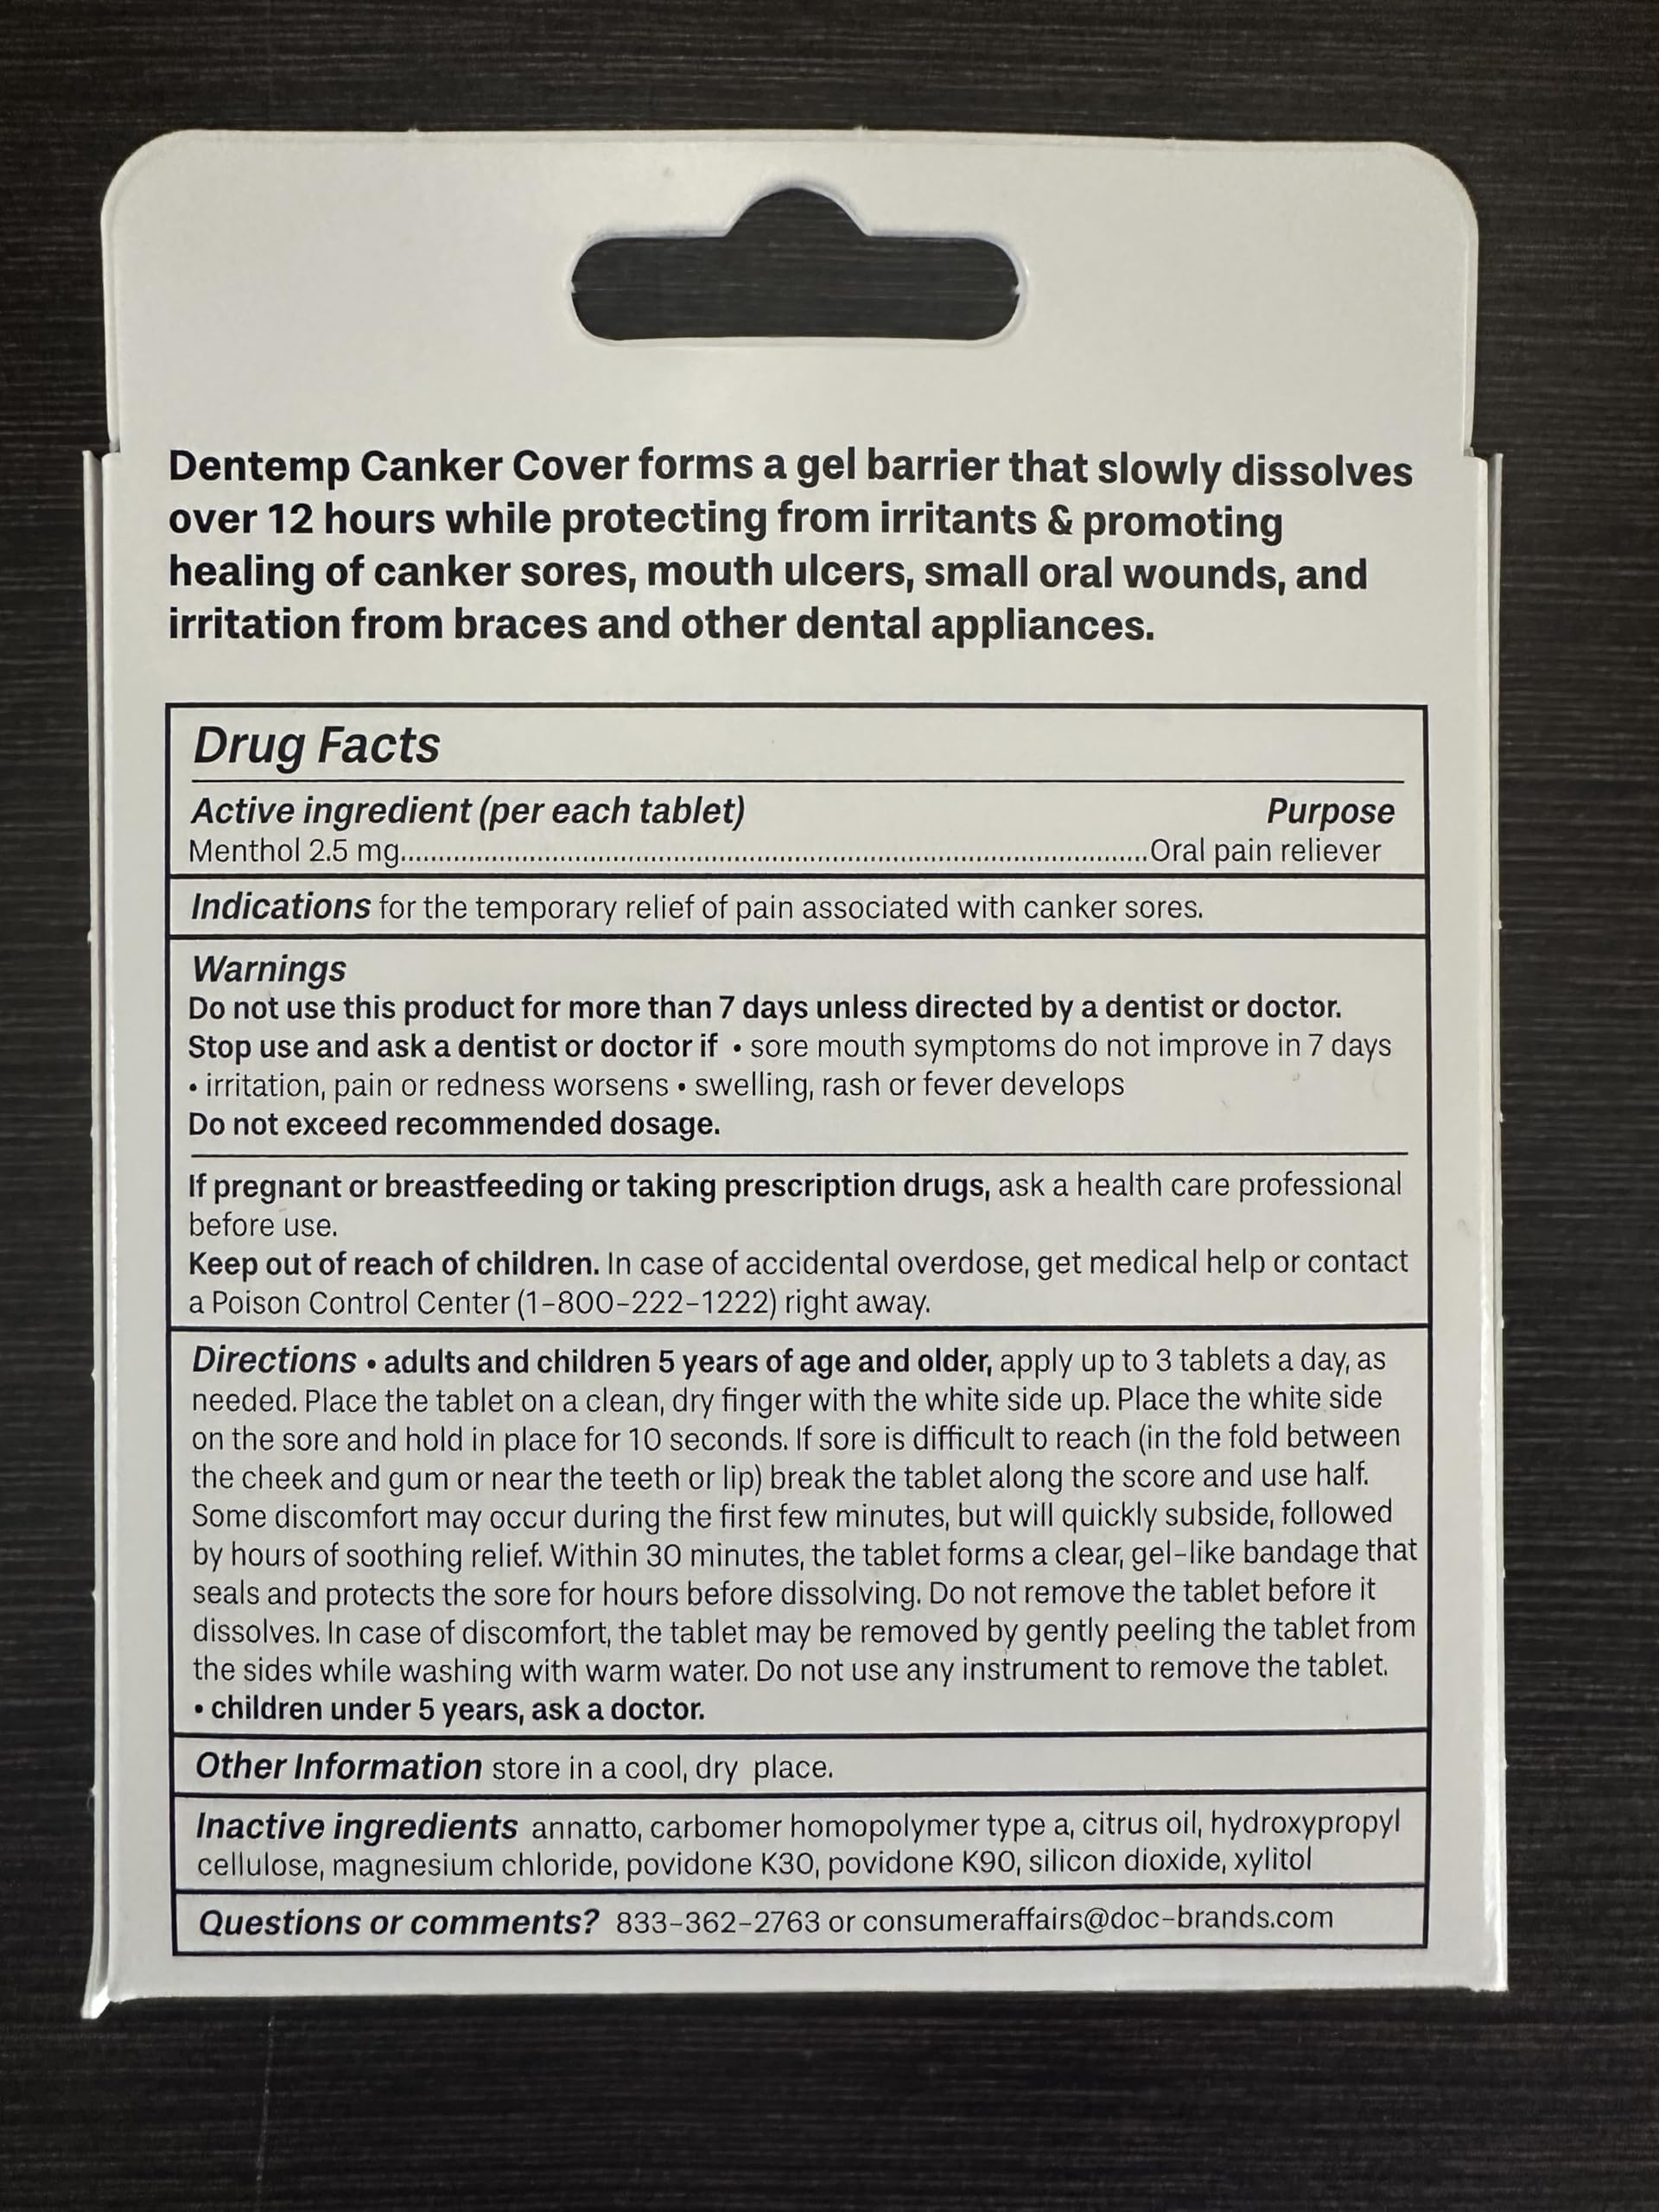 Dentemp Canker Cover forms a gel barrier that slowly dissolves
over 12 hours while protecting from irritants & promoting
healing of canker sores, mouth ulcers, small oral wounds, and
irritation from braces and other dental appliances.
Drug Facts
Active ingredient (per each tablet) Purpose
Menthol 2.5 mg..........................................................................................Oral pain reliever
Indications for the temporary relief of pain associated with canker sores.
Warnings
Do not use this product for more than 7 days unless directed by a dentist or doctor.
Stop use and ask a dentist or doctor if • sore mouth symptoms do not improve in 7 days
• irritation, pain or redness worsens • swelling, rash or fever develops
Do not exceed recommended dosage.
If pregnant or breastfeeding or taking prescription drugs, ask a health care professional
before use.
Keep out of reach of children. In case of accidental overdose, get medical help or contact
a Poison Control Center (1-800-222-1222) right away.
Directions • adults and children 5 years of age and older, apply up to 3 tablets a day, as
needed. Place the tablet on a clean, dry finger with the white side up. Place the white side
on the sore and hold in place for 10 seconds. If sore is difficult to reach (in the fold between
the cheek and gum or near the teeth or lip) break the tablet along the score and use half.
Some discomfort may occur during the first few minutes, but will quickly subside, followed
by hours of soothing relief. Within 30 minutes, the tablet forms a clear, gel-like bandage that
seals and protects the sore for hours before dissolving. Do not remove the tablet before it
dissolves. In case of discomfort, the tablet may be removed by gently peeling the tablet from
the sides while washing with warm water. Do not use any instrument to remove the tablet.
• children under 5 years, ask a doctor.
Other Information store in a cool, dry place.
Inactive ingredients annatto, carbomer homopolymer type a, citrus oil, hydroxypropyl
cellulose, magnesium chloride, povidone K30, povidone K90, silicon dioxide, xylitol
Questions or comments? 833-362-2763 or consumeraffairs@doc-brands.com